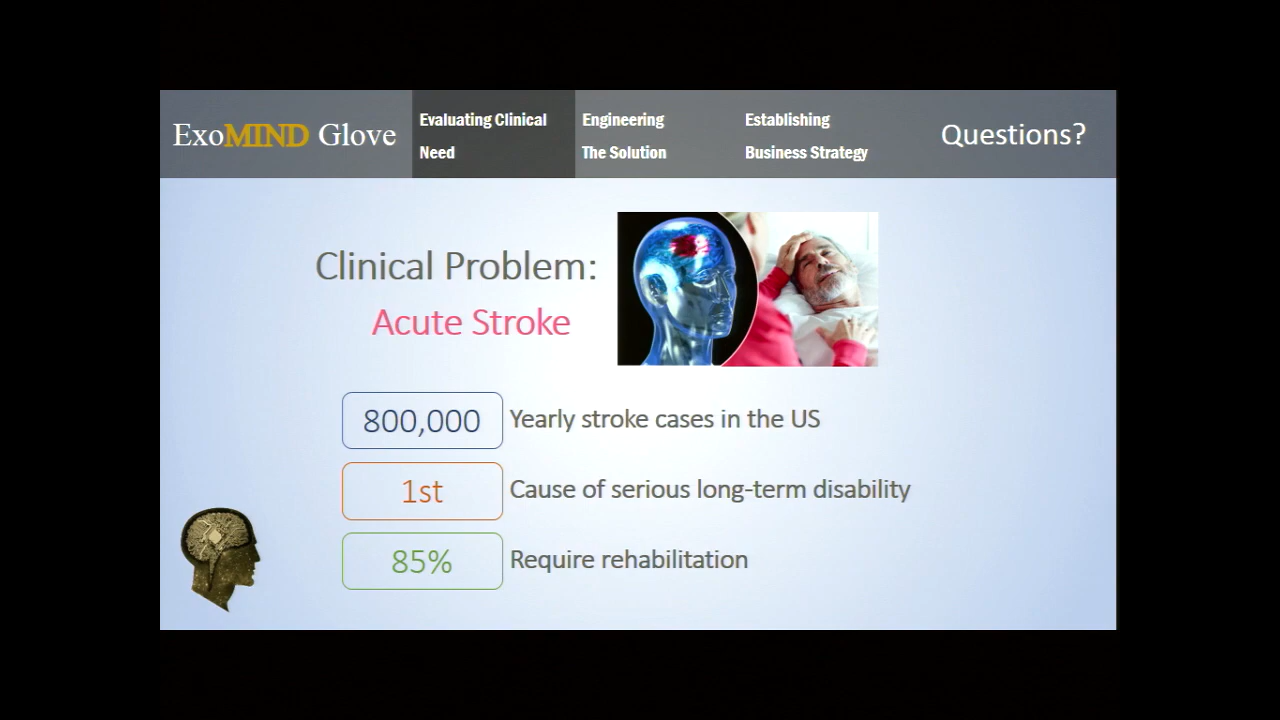 ExoMIND Glove
Evaluating Clinical
Need
Engineering
The Solution
Establishing
Business Strategy
Questions?
Clinical Problem:
Acute Stroke
800,000 Yearly stroke cases in the US
1st Cause of serious long-term disability
85% Require rehabilitation